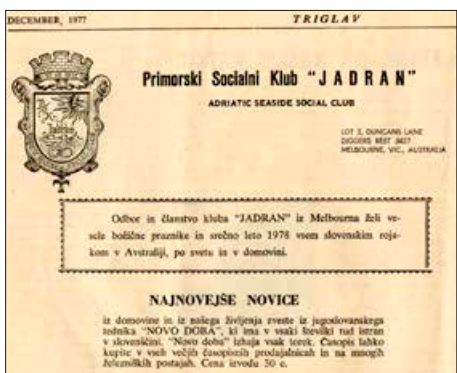 DECEMBER, 1977
TRIGLAV
Primorski Socialni Klub "JADRAN"
ADRIATIC SEASIDE SOCIAL CLUB
LOT 2, DUNCANS LANE
DIGGERS REST 3427
MELBOURNE, VIC., AUSTRALIA
Odbor in članstvo kluba "JADRAN" iz Melbourna želi ve-
sele božične praznike in srečno leto 1978 vsem slovenskim roja-
kom v Avstraliji, po svetu in v domovini.
NAJNOVEJŠE NOVICE
iz domovine in iz našega življenja zveste iz jugoslovanskega
tednika "NOVO DOBA", ki ima v vsaki številki tud istran
v slovenščini. "Novo doba" izhaja vsak torek. Časopis lahko
kupite v vseh večjih časopisnih prodajalnicah in na mnogih
železniških postajah. Cena izvodu 30 c.